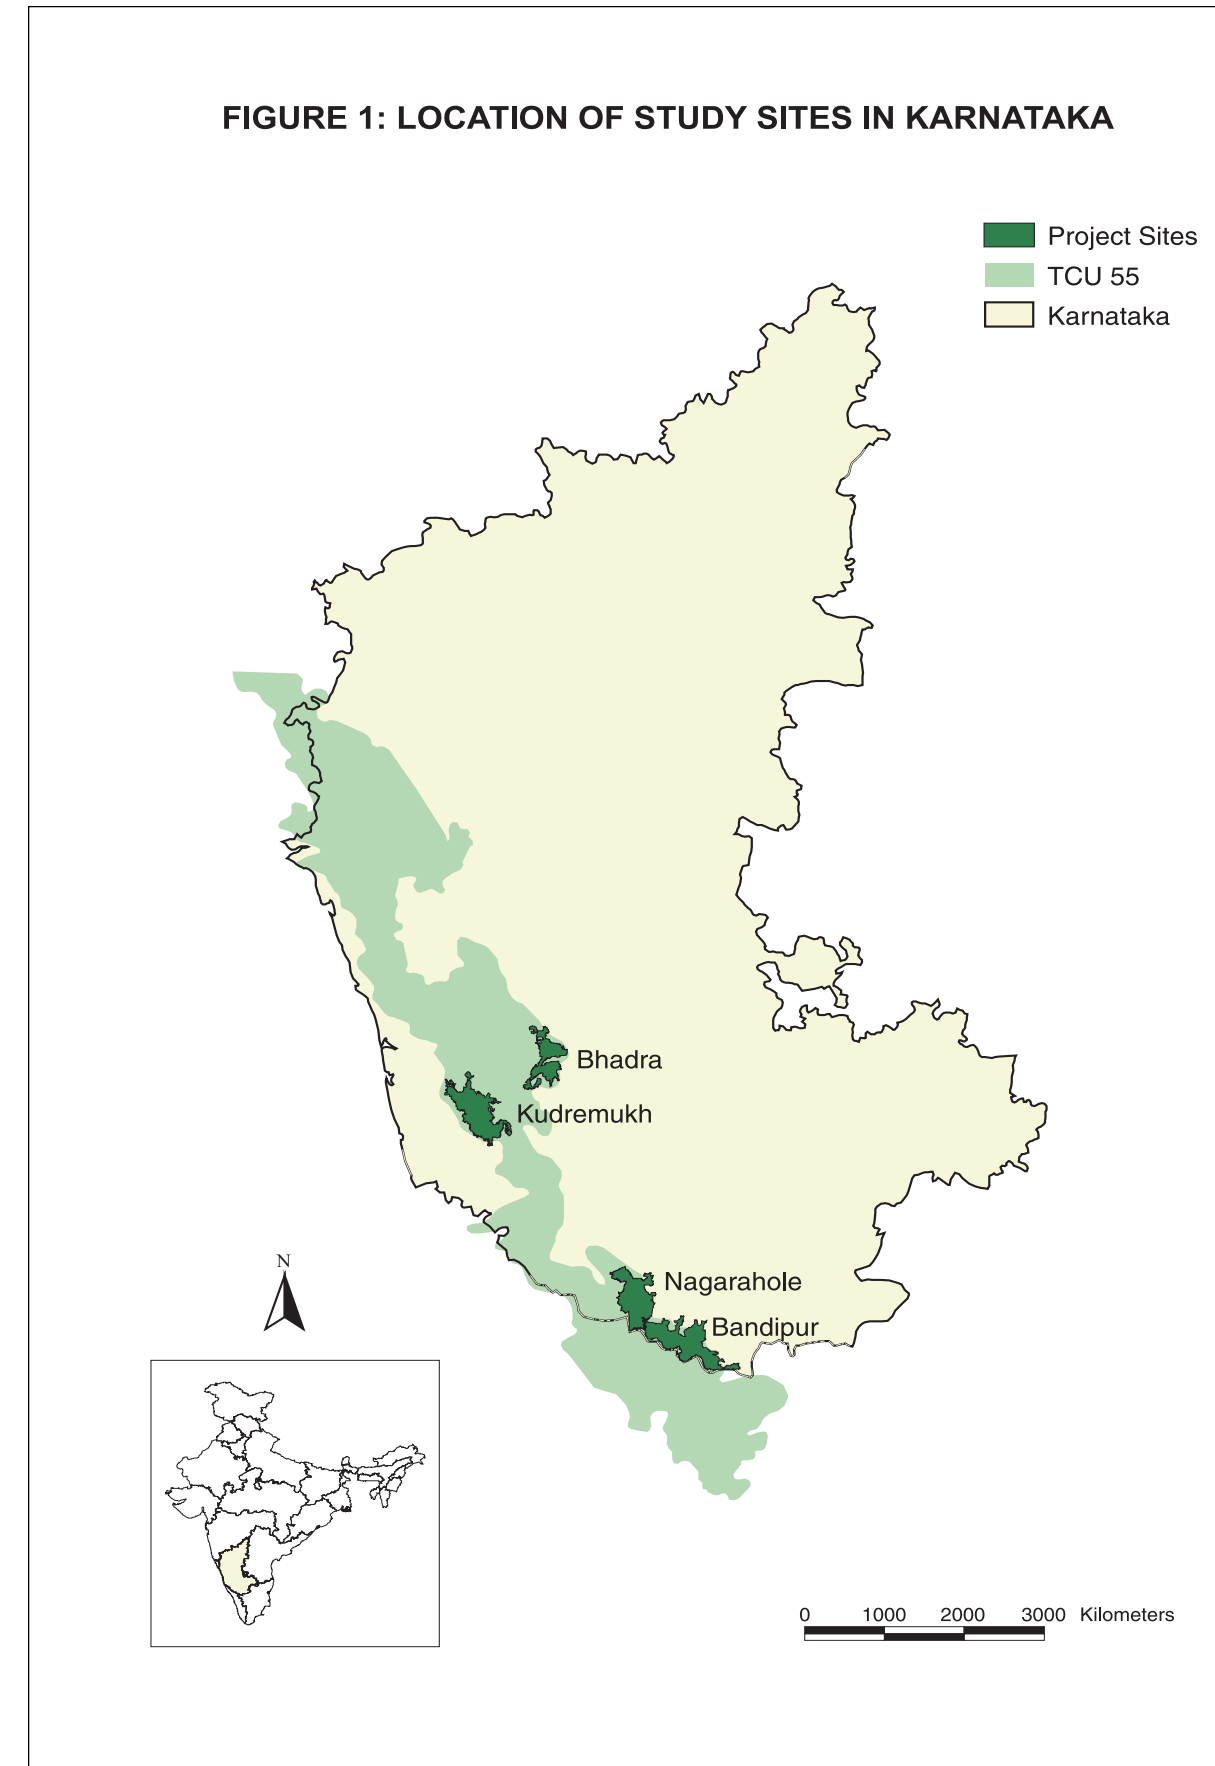 FIGURE 1: LOCATION OF STUDY SITES IN KARNATAKA
Project Sites
TCU 55
Karnataka
Bhadra
Kudremukh
Nagarahole
Bandipur
N
0 1000 2000 3000 Kilometers